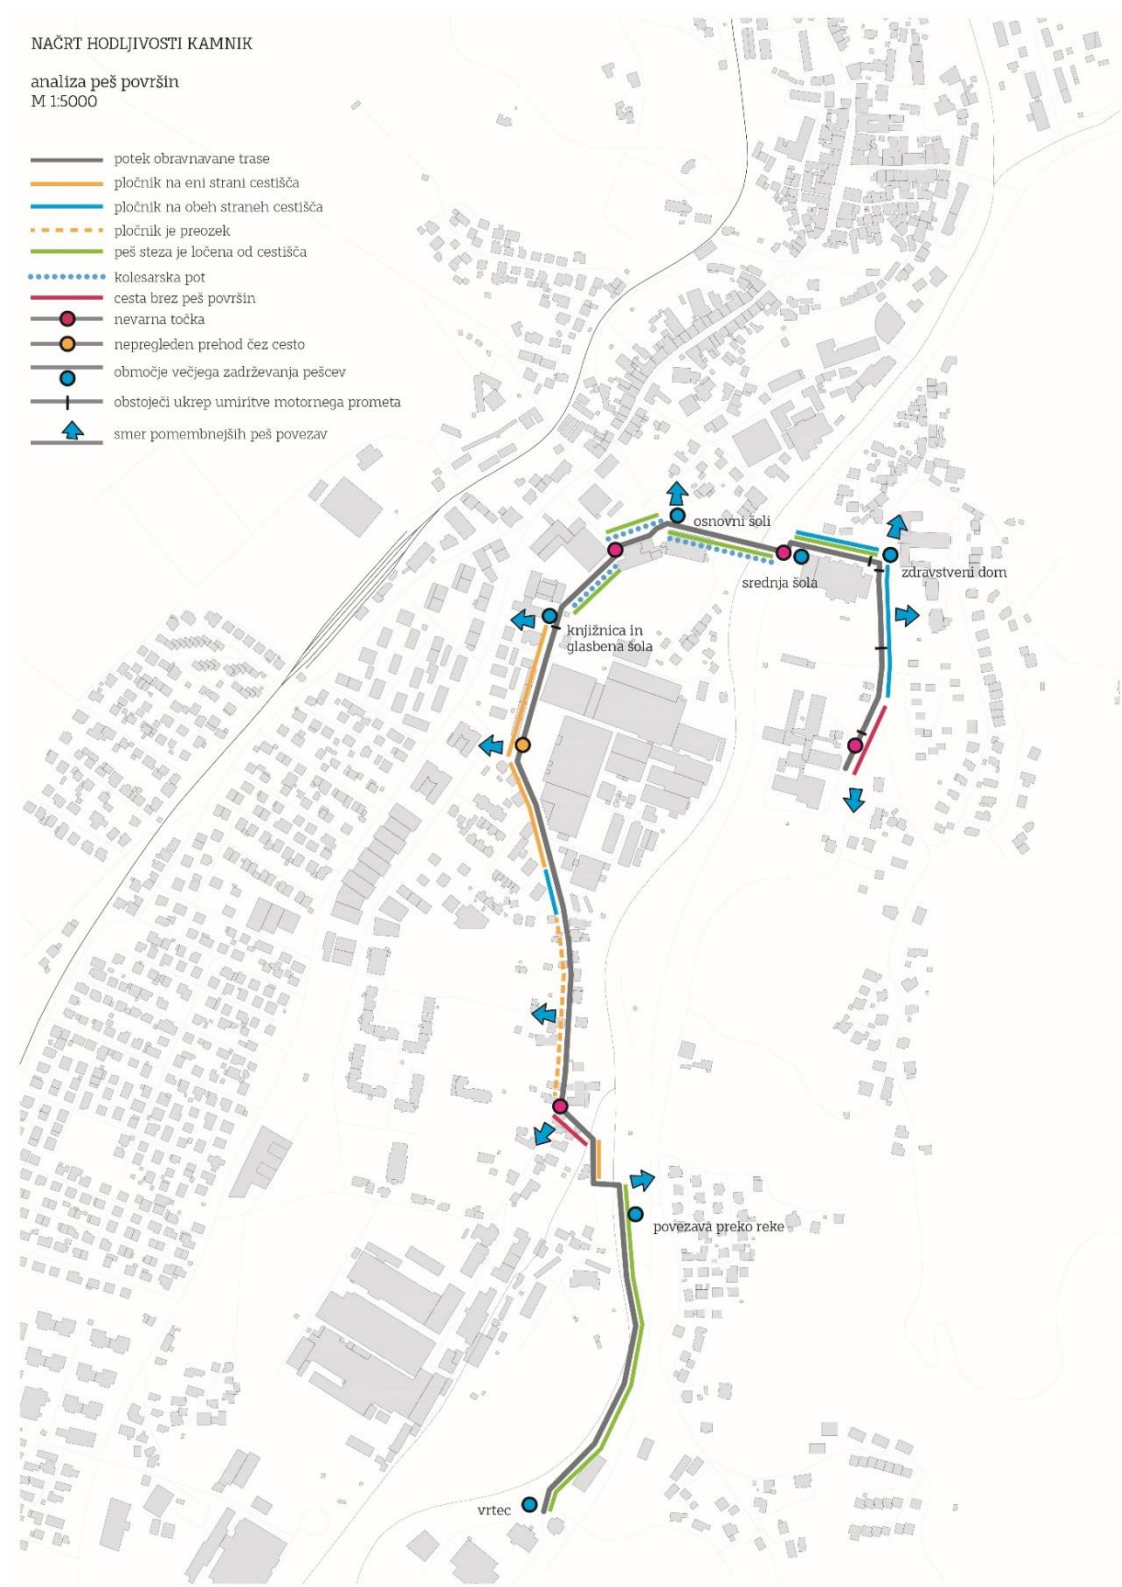 NAČRT HODLJIVOSTI KAMNIK
analiza peš površin
M 1:5000
potek obravnavane trase
pločnik na eni strani cestišča
pločnik na obeh straneh cestišča
pločnik je preozek
peš steza je ločena od cestišča
kolesarska pot
cesta brez peš površin
nevarna točka
nepregleden prehod čez cesto
območje večjega zadrževanja pešcev
obstoječi ukrep umiritve motornega prometa
smer pomembnejših peš povezav
osnovni šoli
srednja šola
zdravstveni dom
knjižnica in
glasbena šola
povezava preko reke
vrtec